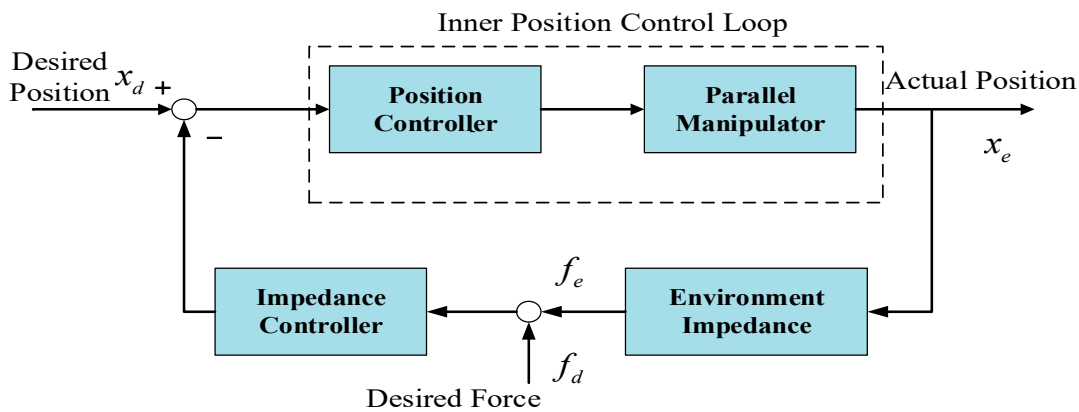 Inner Position Control Loop
Desired
Position
x_d +
−
Position
Controller
Parallel
Manipulator
Actual Position
x_e
Impedance
Controller
f_e
Environment
Impedance
f_d
Desired Force